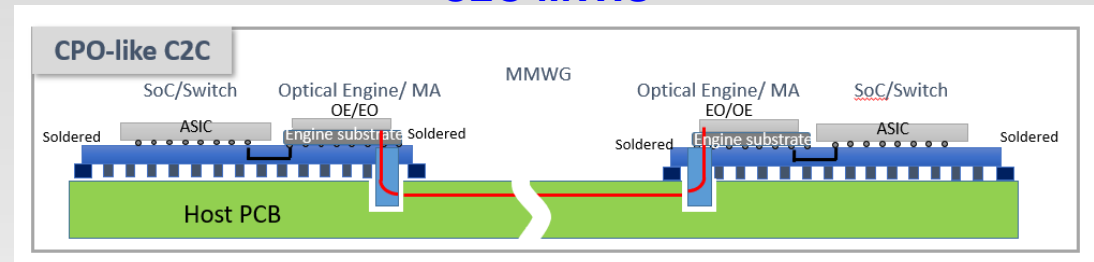 CPO-like C2C
MMWG
SoC/Switch
Optical Engine/ MA
Optical Engine/ MA
SoC/Switch
OE/EO
EO/OE
Soldered
ASIC
Engine substrate
Soldered
Soldered
Engine substrate
ASIC
Soldered
Host PCB